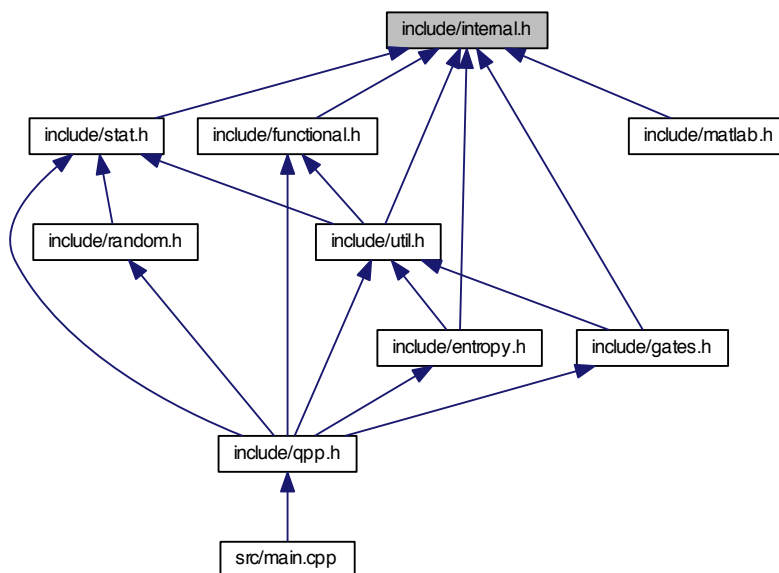 include/internal.h
include/stat.h
include/functional.h
include/matlab.h
include/random.h
include/util.h
include/entropy.h
include/gates.h
include/qpp.h
src/main.cpp